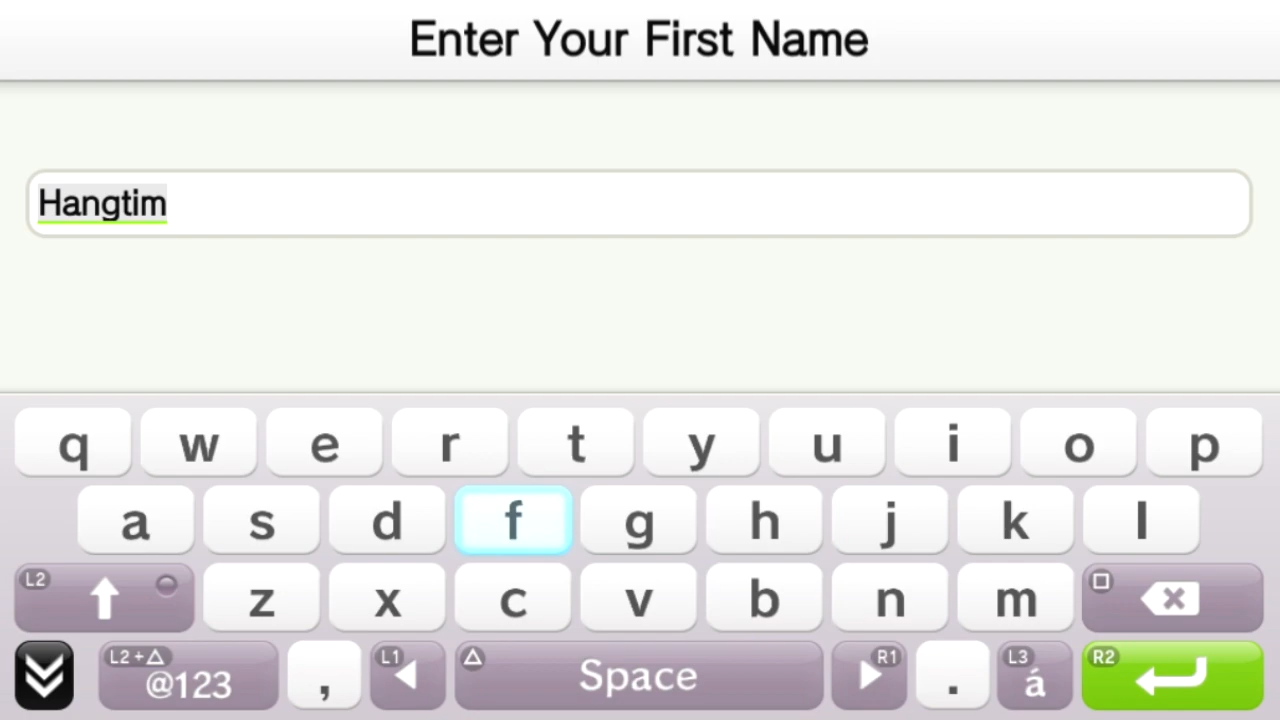 Enter Your First Name
Hangtim
q w e r t y u i o p
a s d f g h j k l
L2 z x c v b n m
L2+△ @123 , L1 △ Space R1 . L3 á R2